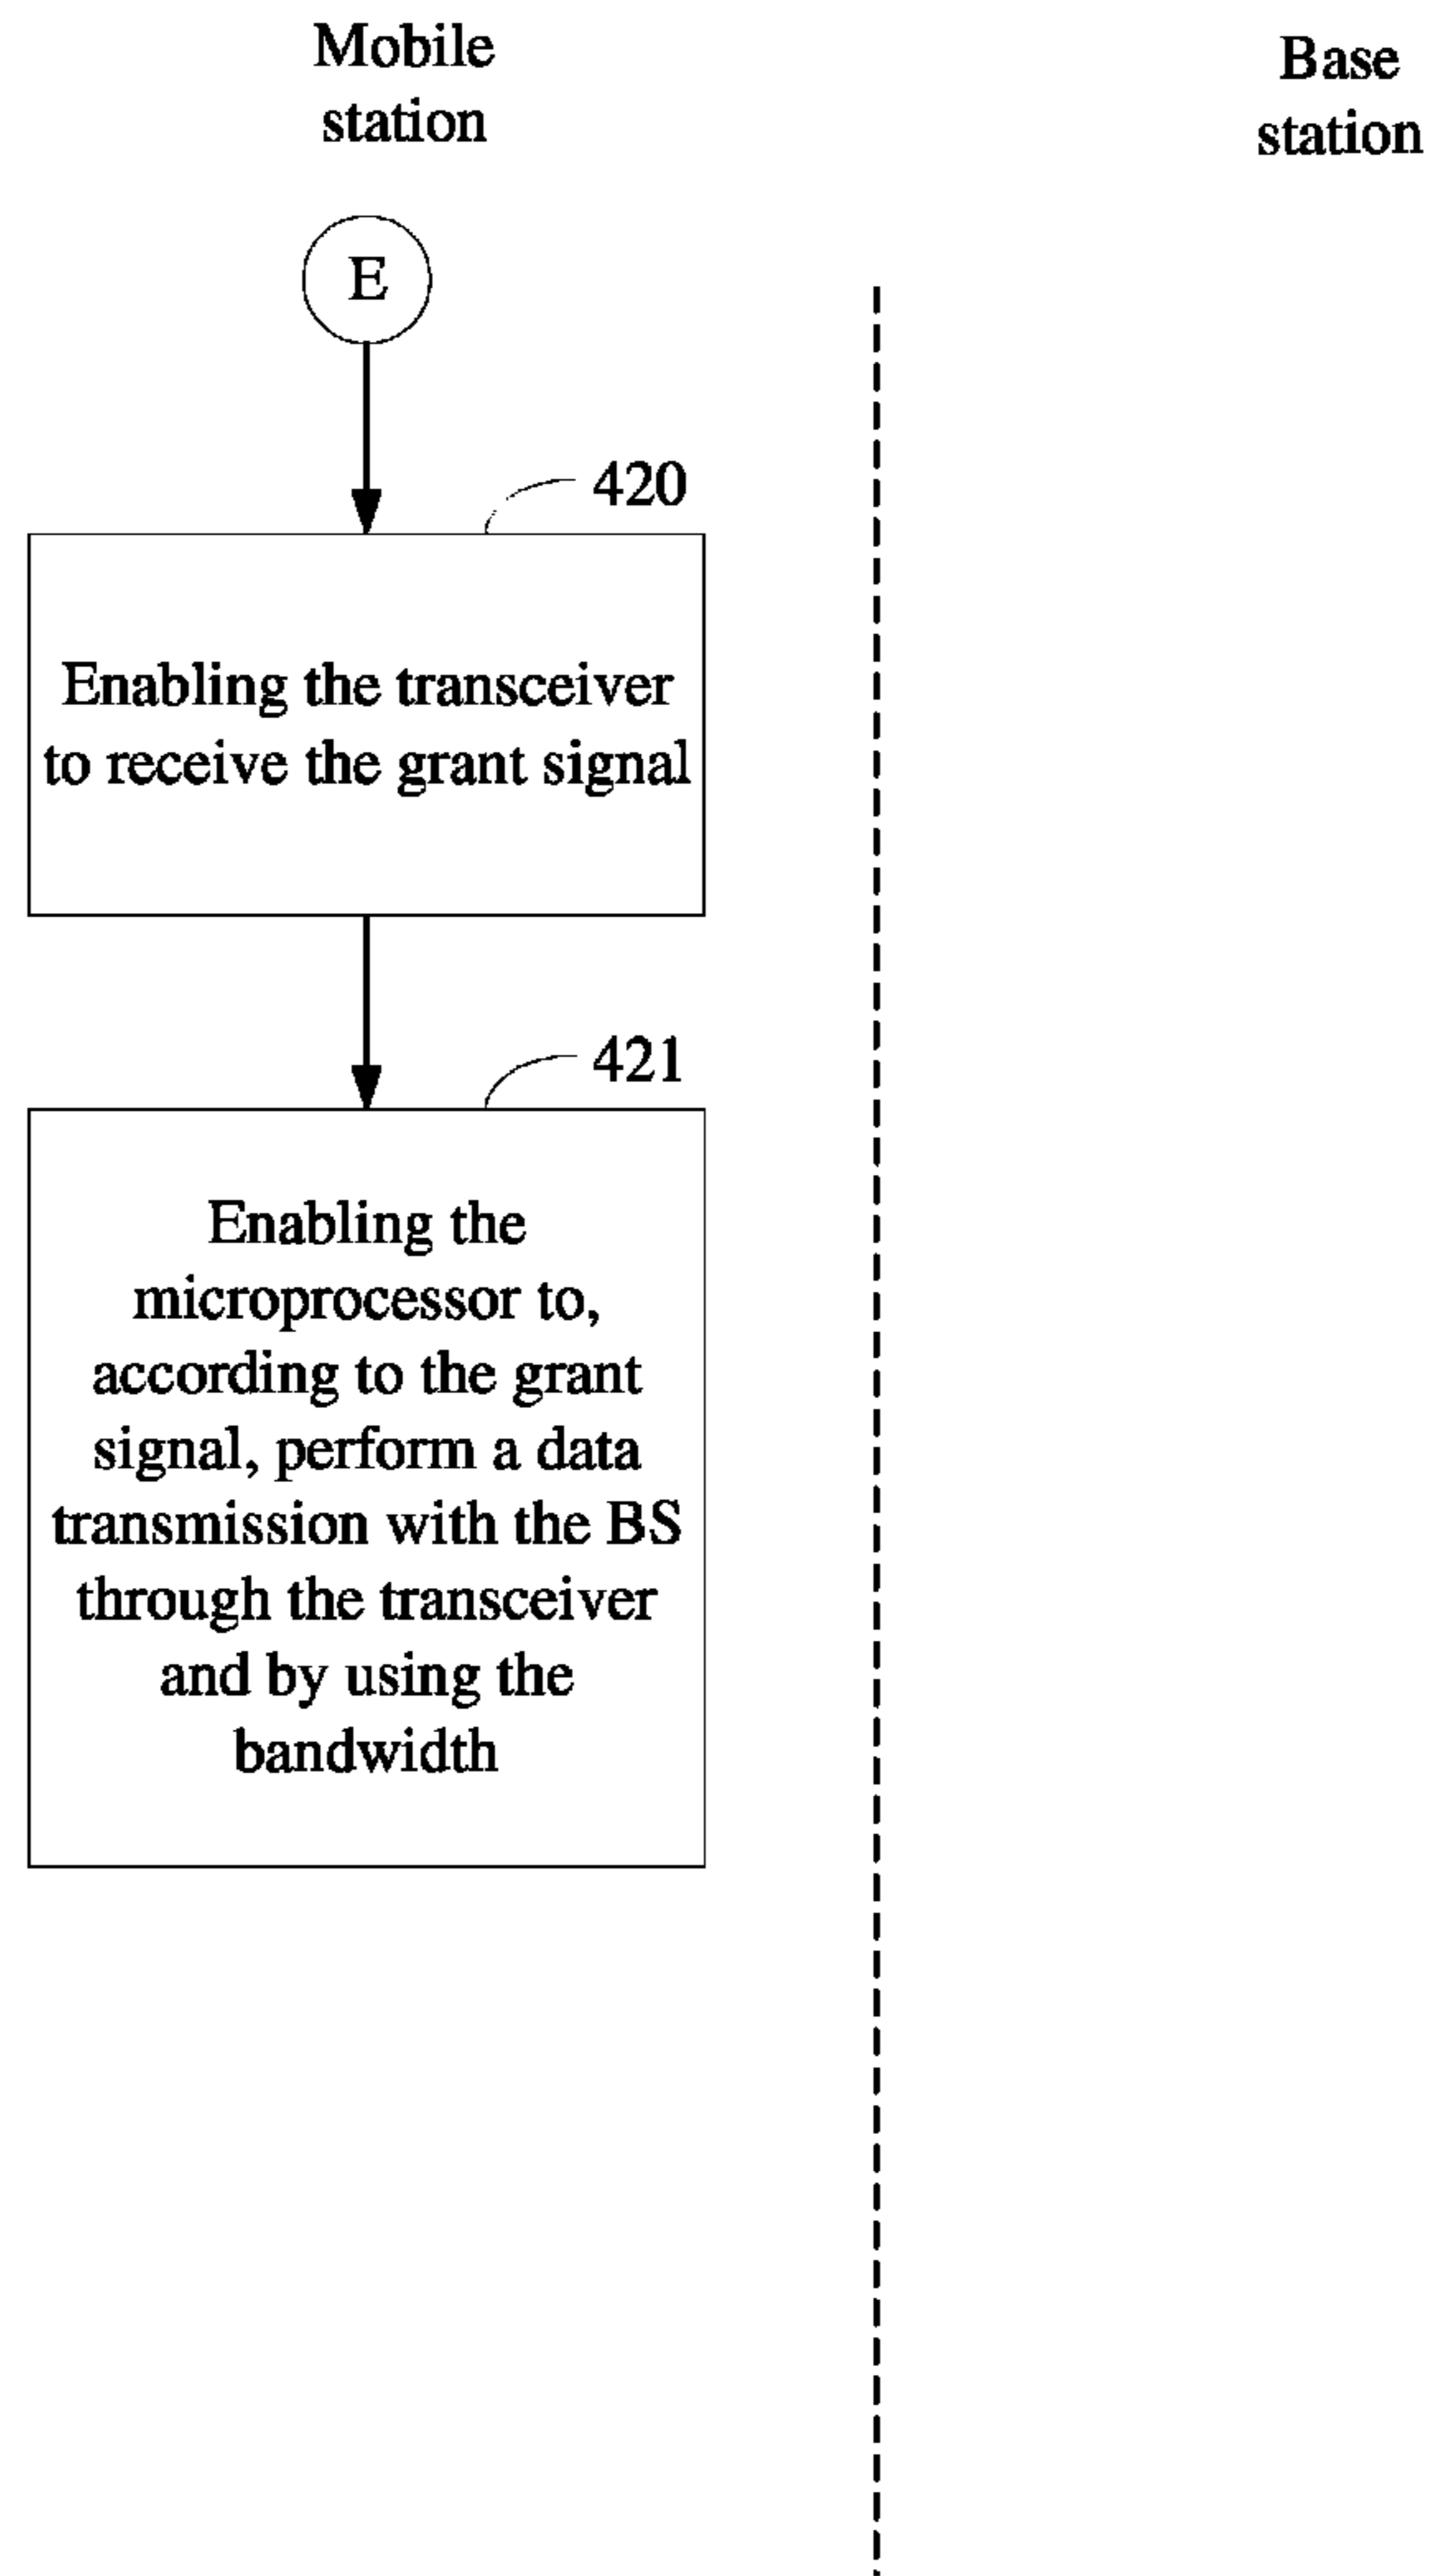 Mobile
station
Base
station
E
420
Enabling the transceiver
to receive the grant signal
421
Enabling the
microprocessor to,
according to the grant
signal, perform a data
transmission with the BS
through the transceiver
and by using the
bandwidth